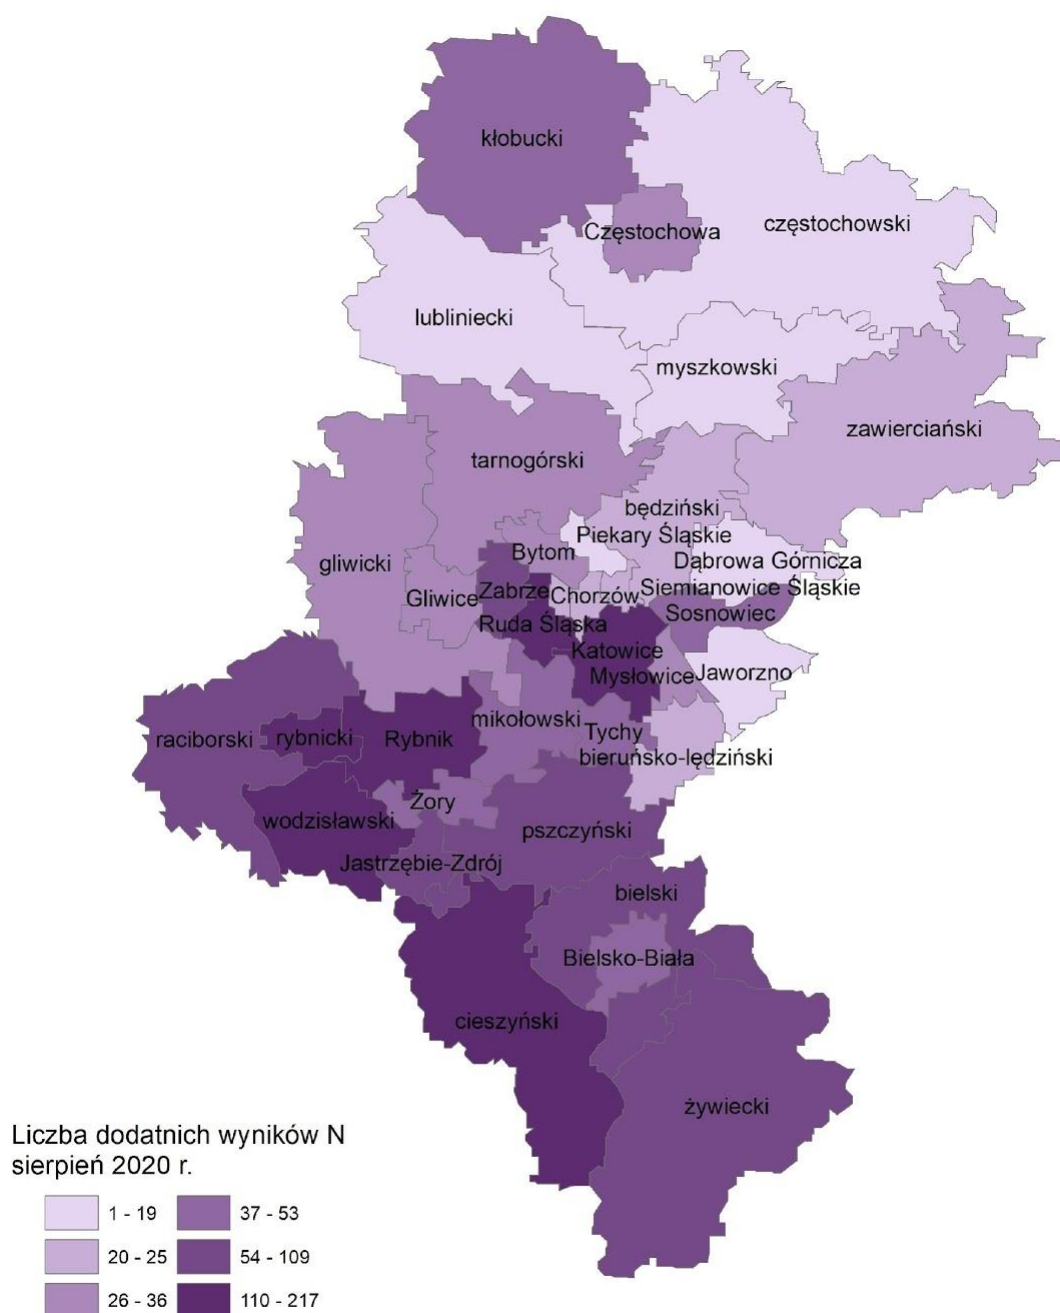 kłobucki
Częstochowa
częstochowski
lubliniecki
myszkowski
zawierciański
tarnogórski
będziński
Piekary Śląskie
Bytom
Dąbrowa Górnicza
gliwicki
Siemianowice Śląskie
Zabrze
Chorzów
Gliwice
Sosnowiec
Ruda Śląska
Katowice
Mysłowice
Jaworzno
mikołowski
Tychy
raciborski
rybnicki
Rybnik
bieruńsko-lędziński
Żory
wodzisławski
pszczyński
Jastrzębie-Zdrój
bielski
Bielsko-Biała
cieszyński
żywiecki
Liczba dodatnich wyników N
sierpień 2020 r.
1 - 19
37 - 53
20 - 25
54 - 109
26 - 36
110 - 217